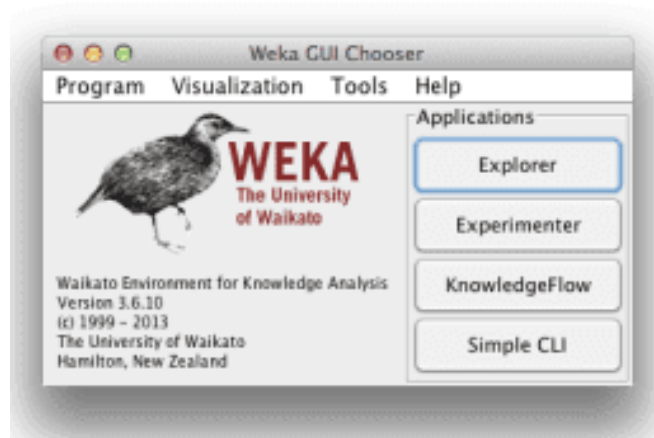 Weka GUI Chooser
Program Visualization Tools Help
WEKA
The University
of Waikato
Waikato Environment for Knowledge Analysis
Version 3.6.10
(c) 1999 – 2013
The University of Waikato
Hamilton, New Zealand
Applications
Explorer
Experimenter
KnowledgeFlow
Simple CLI